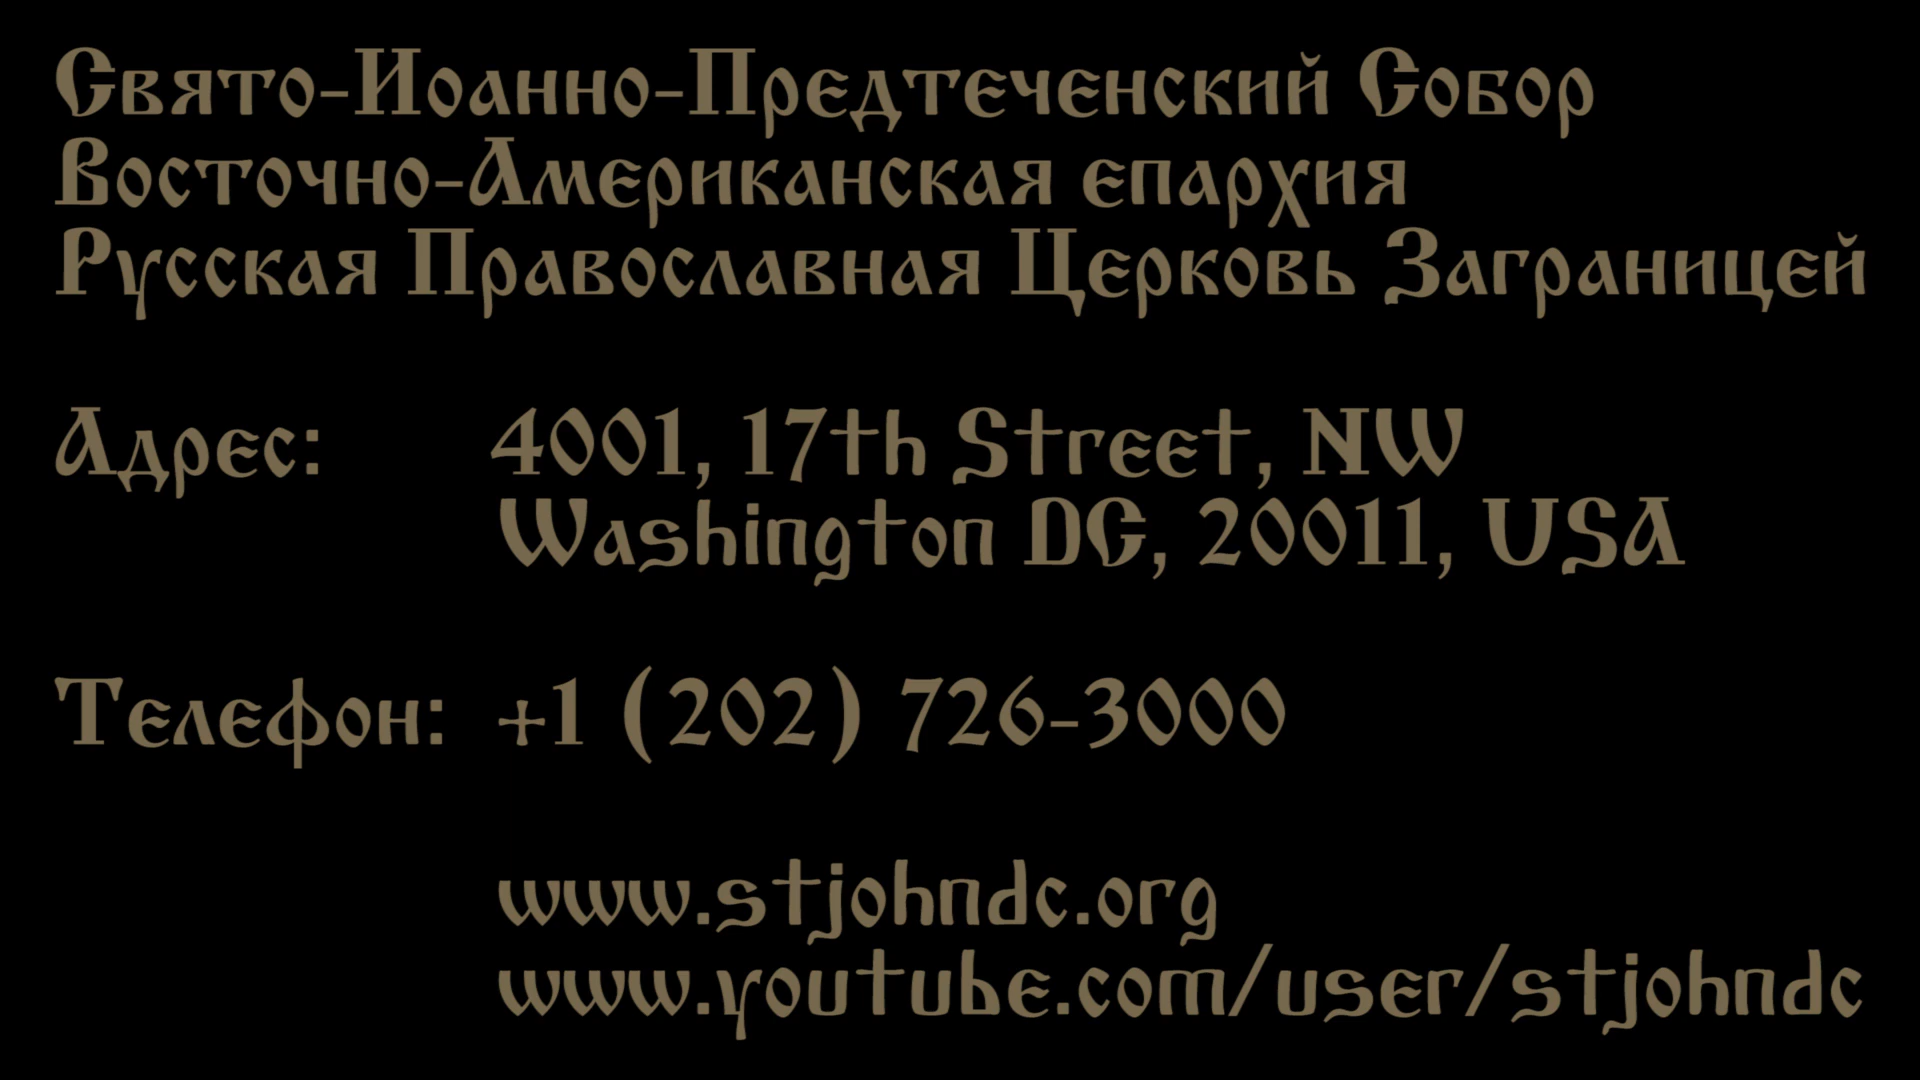 Свято-Иоанно-Предтеченский Собор
Восточно-Американская епархия
Русская Православная Церковь Заграницей
Адрес: 4001, 17th Street, NW
Washington DC, 20011, USA
Телефон: +1 (202) 726-3000
www.stjohndc.org
www.youtube.com/user/stjohndc